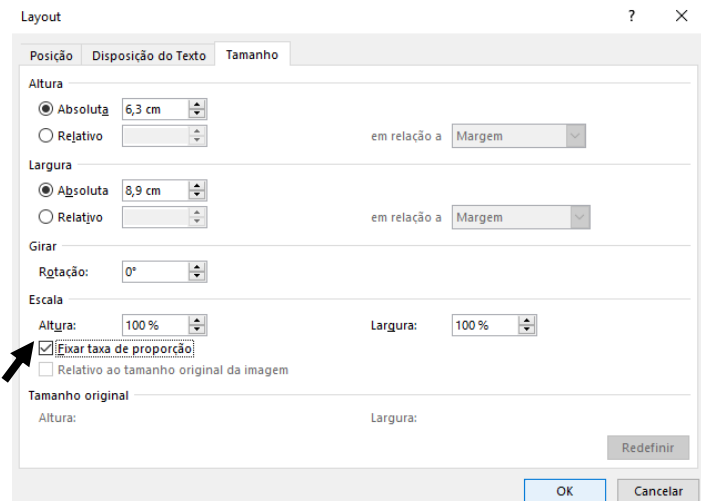 Layout ?
Posição Disposição do Texto Tamanho
Altura
Absoluta 6,3 cm
Relativo em relação a Margem
Largura
Absoluta 8,9 cm
Relativo em relação a Margem
Girar
Rotação: 0°
Escala
Altura: 100 % Largura: 100 %
Fixar taxa de proporção
Relativo ao tamanho original da imagem
Tamanho original
Altura: Largura:
Redefinir
OK Cancelar